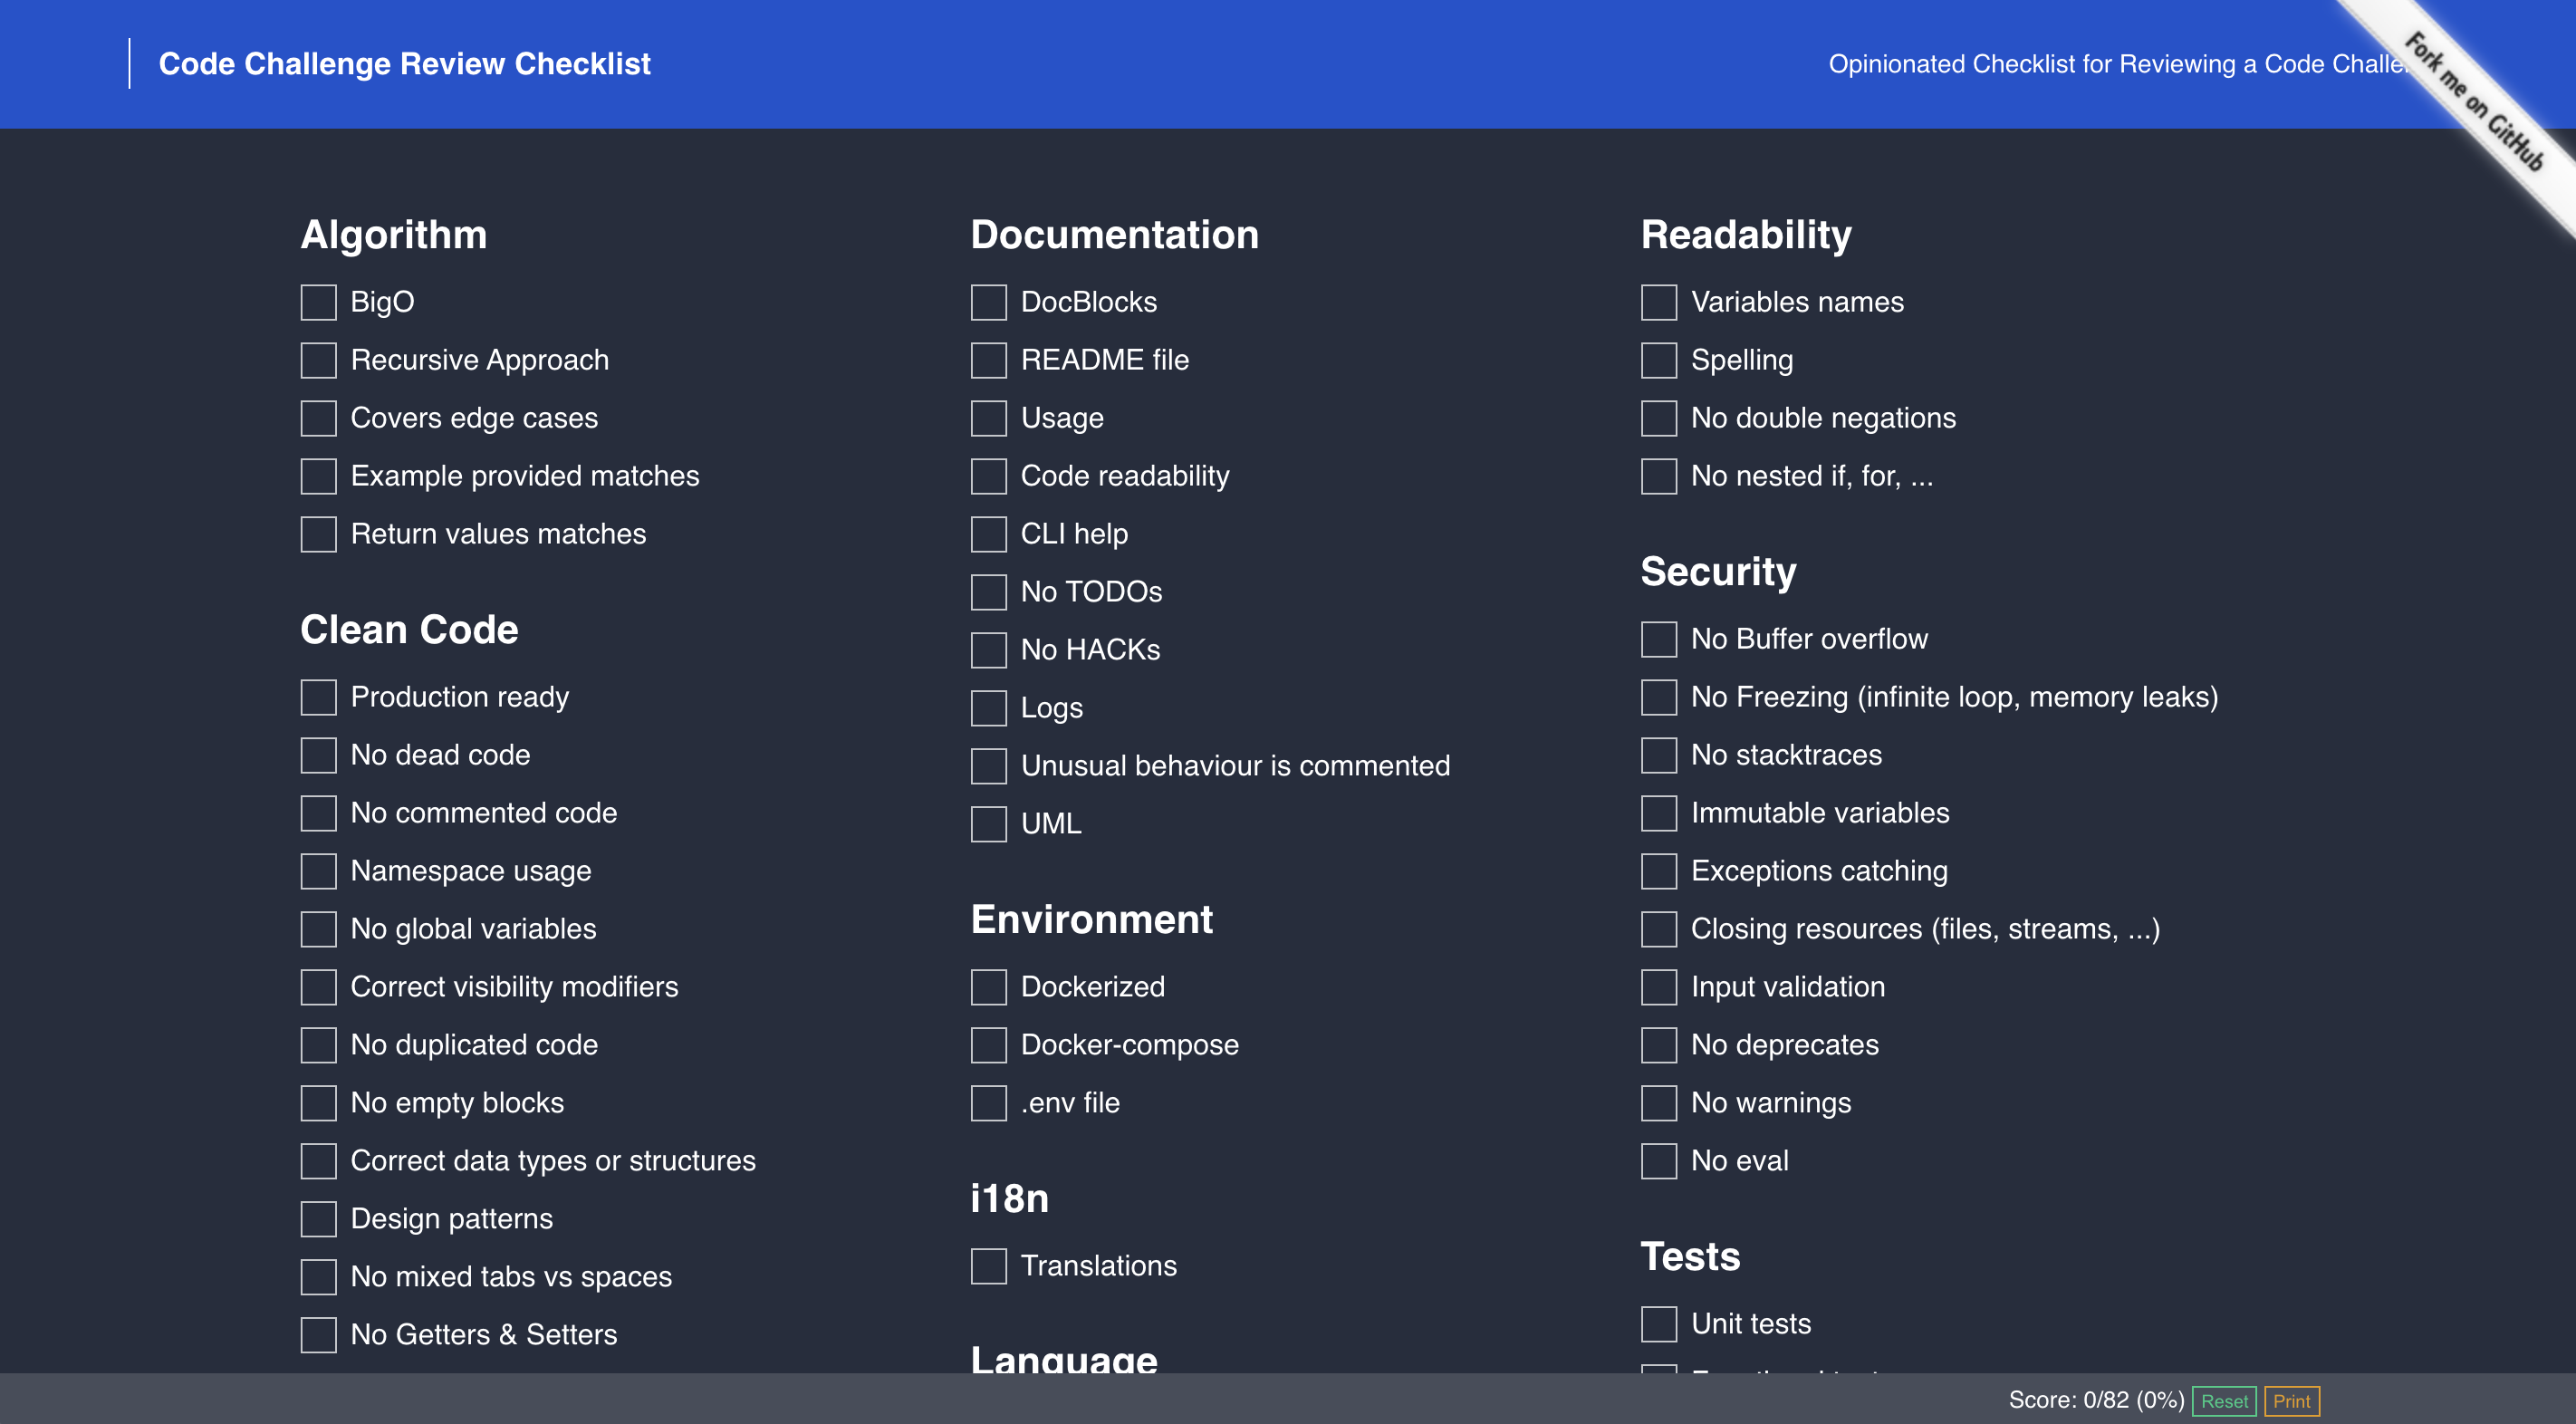 Code Challenge Review Checklist
Opinionated Checklist for Reviewing a Code
Fork me on GitHub
Algorithm
BigO
Recursive Approach
Covers edge cases
Example provided matches
Return values matches
Clean Code
Production ready
No dead code
No commented code
Namespace usage
No global variables
Correct visibility modifiers
No duplicated code
No empty blocks
Correct data types or structures
Design patterns
No mixed tabs vs spaces
No Getters & Setters
Documentation
DocBlocks
README file
Usage
Code readability
CLI help
No TODOs
No HACKs
Logs
Unusual behaviour is commented
UML
Environment
Dockerized
Docker-compose
.env file
i18n
Translations
Language
Readability
Variables names
Spelling
No double negations
No nested if, for, ...
Security
No Buffer overflow
No Freezing (infinite loop, memory leaks)
No stacktraces
Immutable variables
Exceptions catching
Closing resources (files, streams, ...)
Input validation
No deprecates
No warnings
No eval
Tests
Unit tests
Score: 0/82 (0%) Reset Print